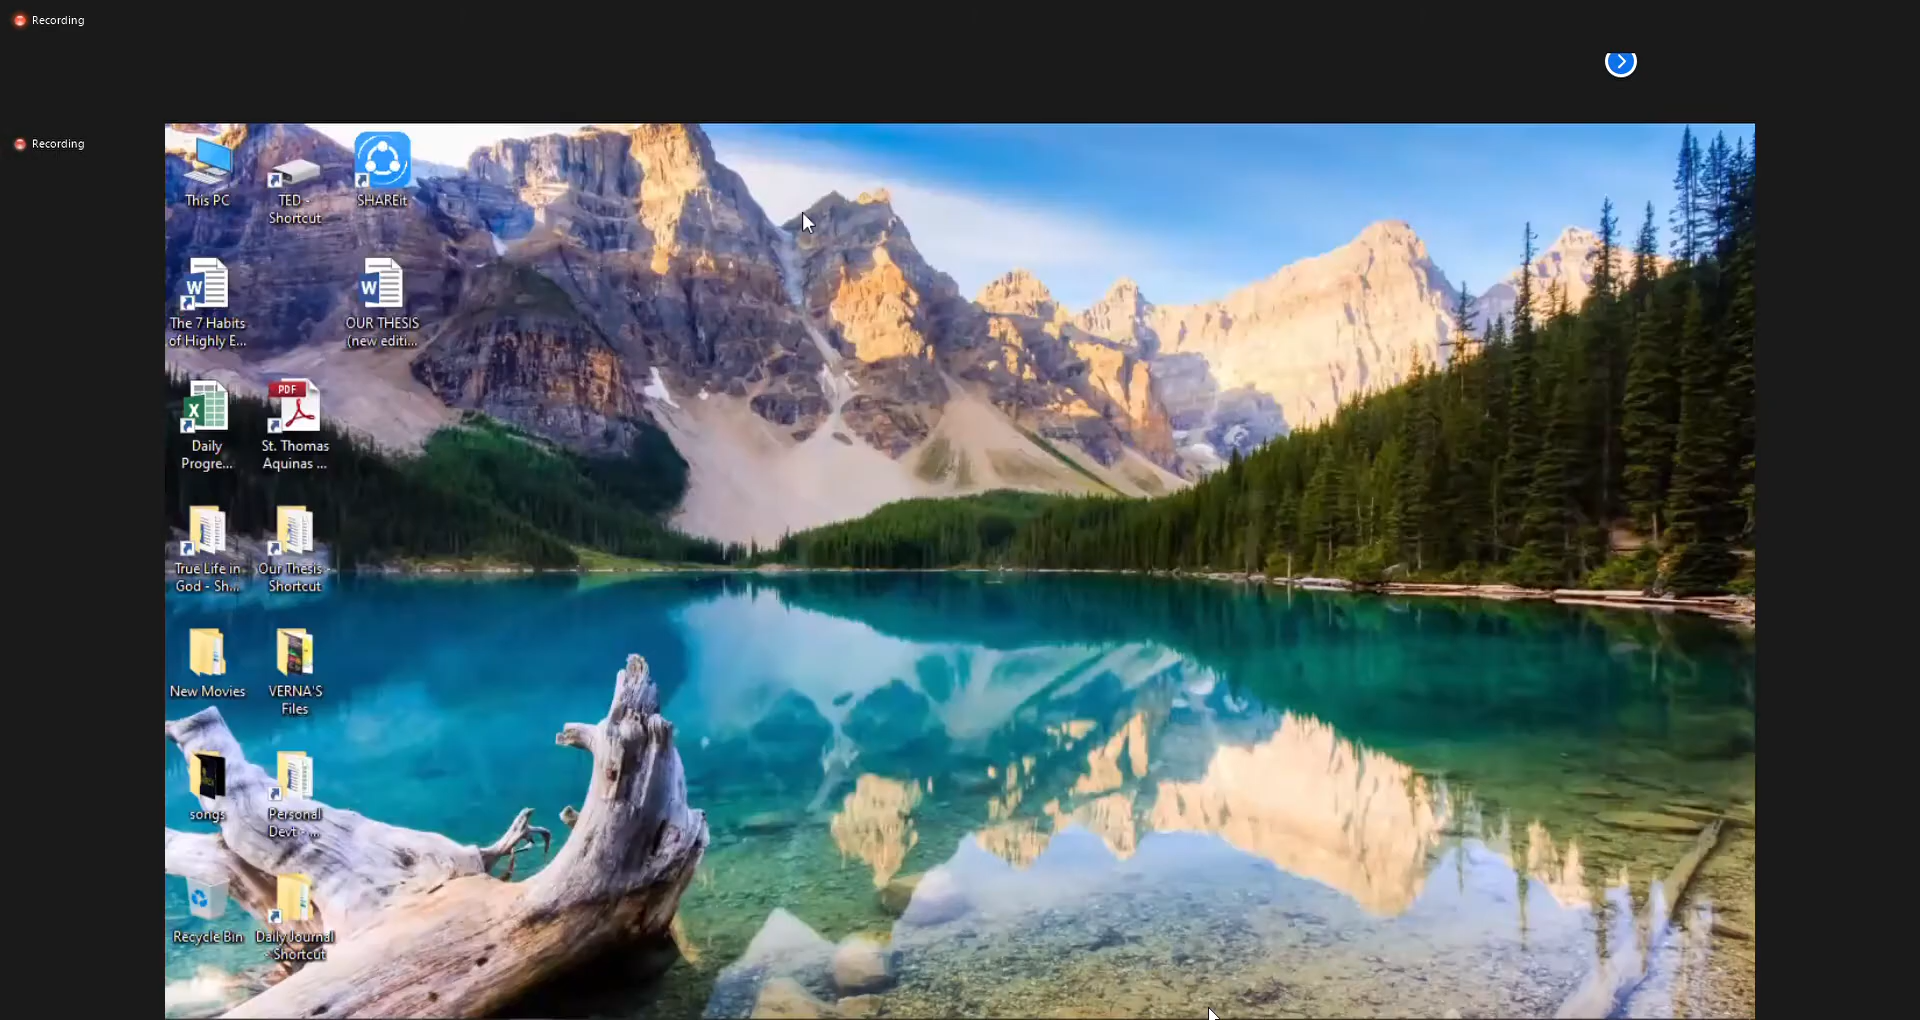 Recording
Recording
This PC
TED -
Shortcut
SHAREit
The 7 Habits
of Highly E...
OUR THESIS
(new editi...
PDF
Daily
Progre...
St. Thomas
Aquinas ...
True Life in
God - Sh...
Our Thesis -
Shortcut
New Movies
VERNA'S
Files
songs
Personal
Devt - ...
Recycle Bin
Daily Journal
- Shortcut